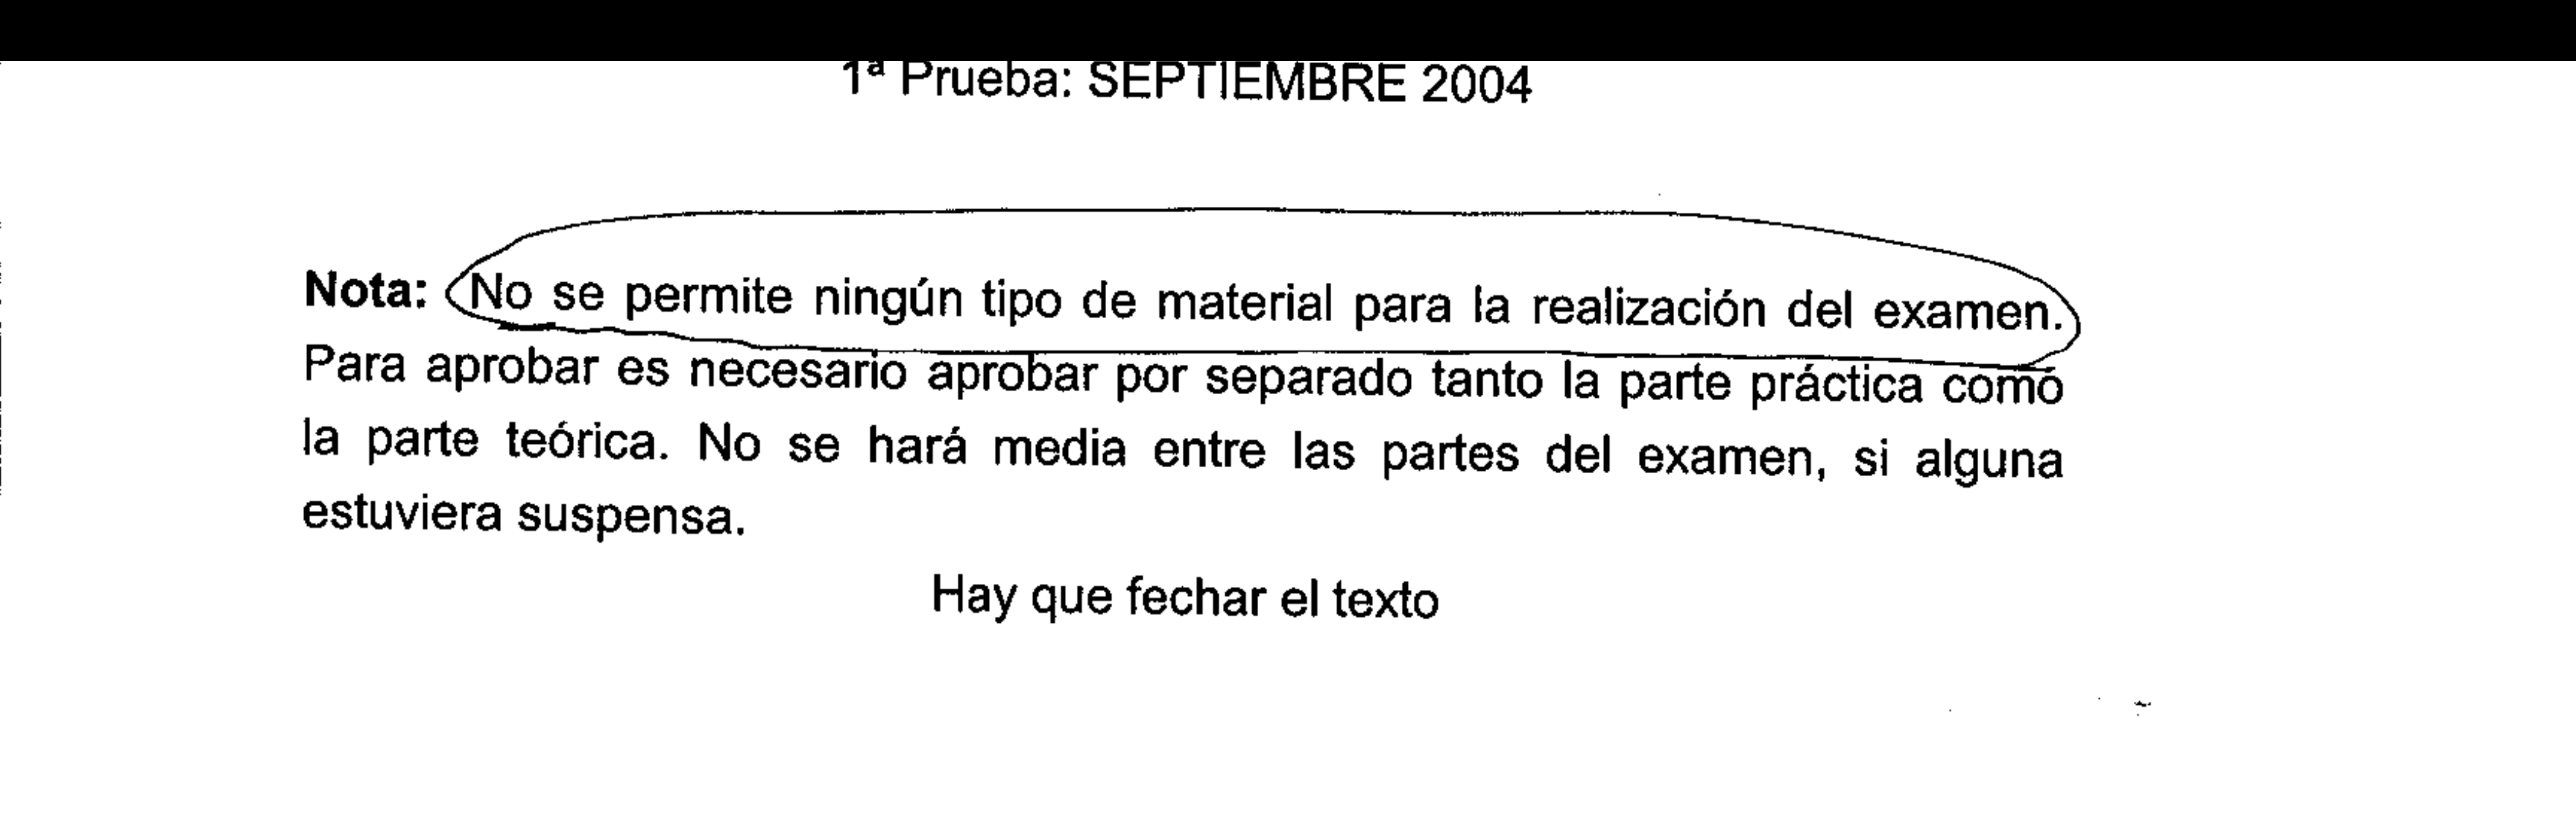 1ª Prueba: SEPTIEMBRE 2004
Nota: No se permite ningún tipo de material para la realización del examen.
Para aprobar es necesario aprobar por separado tanto la parte práctica como
la parte teórica. No se hará media entre las partes del examen, si alguna
estuviera suspensa.
Hay que fechar el texto